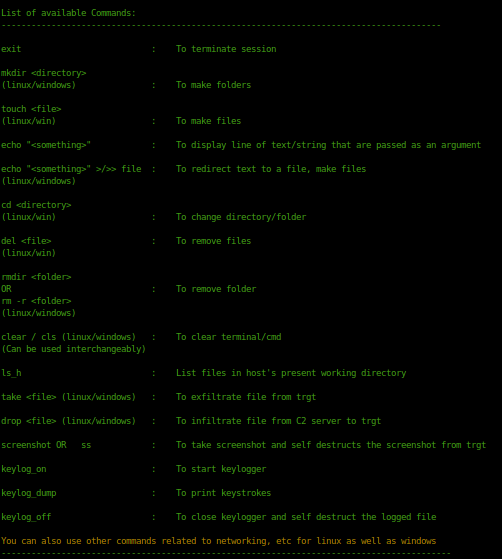 List of available Commands:
----------------------------------------------------------------------------------------
exit : To terminate session
mkdir <directory>
(linux/windows) : To make folders
touch <file>
(linux/win) : To make files
echo "<something>" : To display line of text/string that are passed as an argument
echo "<something>" >/>> file : To redirect text to a file, make files
(linux/windows)
cd <directory>
(linux/win) : To change directory/folder
del <file> : To remove files
(linux/win)
rmdir <folder>
OR : To remove folder
rm -r <folder>
(linux/windows)
clear / cls (linux/windows) : To clear terminal/cmd
(Can be used interchangeably)
ls_h : List files in host's present working directory
take <file> (linux/windows) : To exfiltrate file from trgt
drop <file> (linux/windows) : To infiltrate file from C2 server to trgt
screenshot OR ss : To take screenshot and self destructs the screenshot from trgt
keylog_on : To start keylogger
keylog_dump : To print keystrokes
keylog_off : To close keylogger and self destruct the logged file
You can also use other commands related to networking, etc for linux as well as windows
------------------------------------------------------------------------------------------